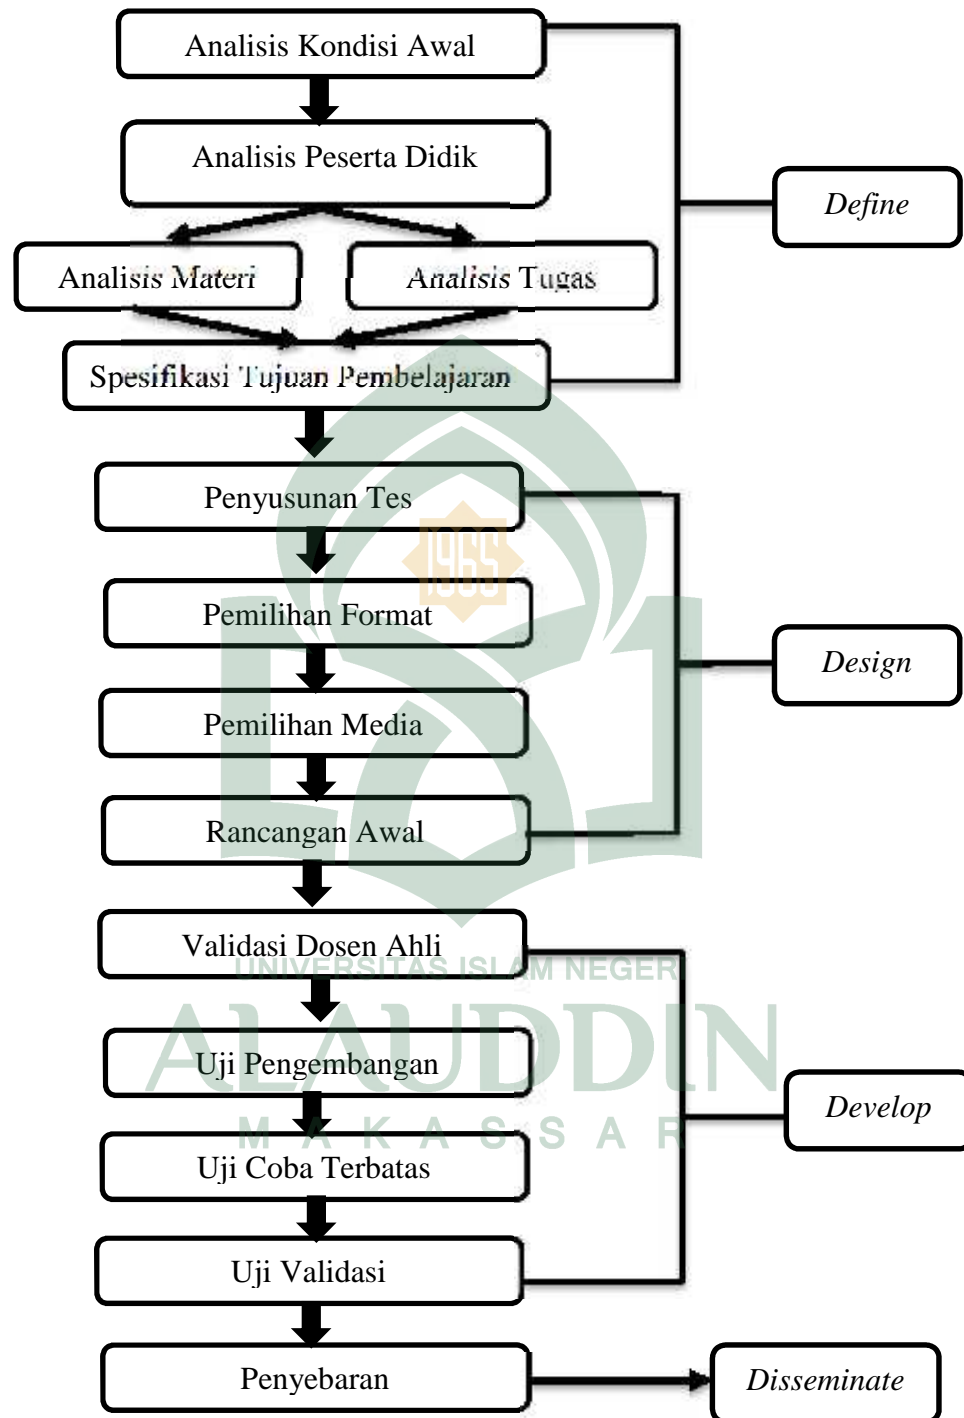 Analisis Kondisi Awal
Analisis Peserta Didik
Define
Analisis Materi
Analisis Tugas
Spesifikasi Tujuan Pembelajaran
Penyusunan Tes
1965
Pemilihan Format
Design
Pemilihan Media
Rancangan Awal
Validasi Dosen Ahli
UNIVERSITAS ISLAM NEGERI
ALAUDDIN
Uji Pengembangan
Develop
MAKASSAR
Uji Coba Terbatas
Uji Validasi
Penyebaran
Disseminate